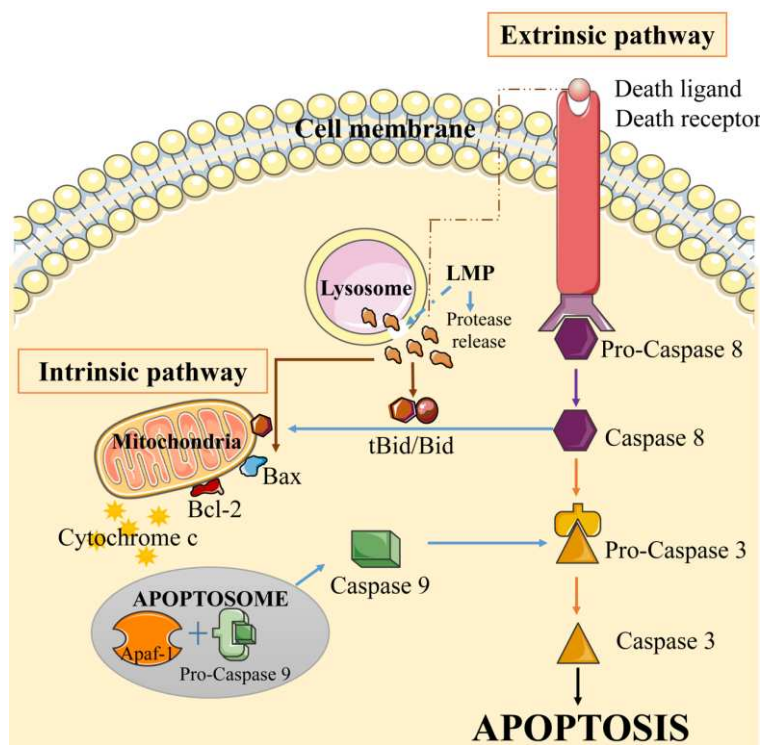 Extrinsic pathway
Death ligand
Death receptor
Cell membrane
Lysosome
LMP
Protease
release
Pro-Caspase 8
Intrinsic pathway
Mitochondria
tBid/Bid
Caspase 8
Bax
Bcl-2
Cytochrome c
Pro-Caspase 3
Caspase 9
APOPTOSOME
Apaf-1
+
Pro-Caspase 9
Caspase 3
APOPTOSIS